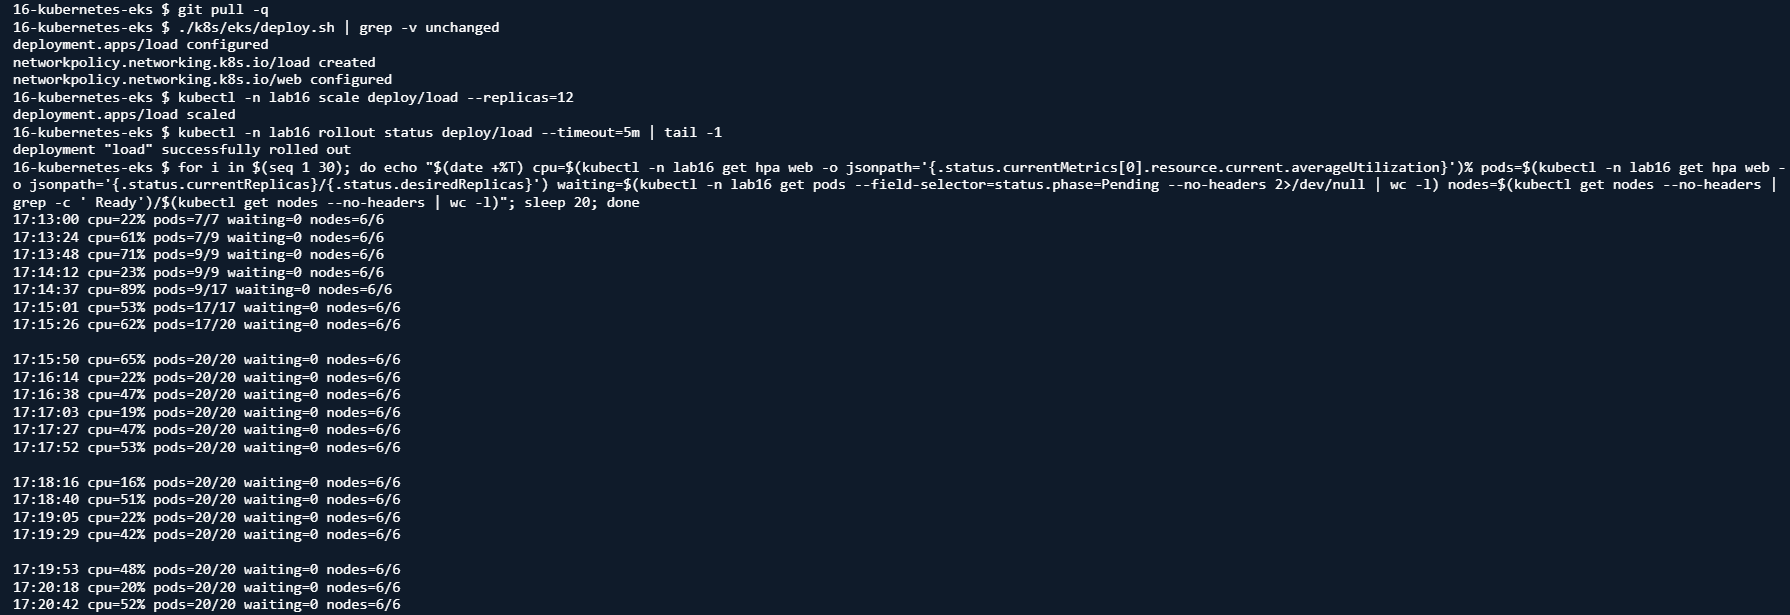 16-kubernetes-eks $ git pull -q
16-kubernetes-eks $ ./k8s/eks/deploy.sh | grep -v unchanged
deployment.apps/load configured
networkpolicy.networking.k8s.io/load created
networkpolicy.networking.k8s.io/web configured
16-kubernetes-eks $ kubectl -n lab16 scale deploy/load --replicas=12
deployment.apps/load scaled
16-kubernetes-eks $ kubectl -n lab16 rollout status deploy/load --timeout=5m | tail -1
deployment "load" successfully rolled out
16-kubernetes-eks $ for i in $(seq 1 30); do echo "$(date +%T) cpu=$(kubectl -n lab16 get hpa web -o jsonpath='{.status.currentMetrics[0].resource.current.averageUtilization}')% pods=$(kubectl -n lab16 get hpa web -
o jsonpath='{.status.currentReplicas}/{.status.desiredReplicas}') waiting=$(kubectl -n lab16 get pods --field-selector=status.phase=Pending --no-headers 2>/dev/null | wc -l) nodes=$(kubectl get nodes --no-headers |
grep -c ' Ready')/$(kubectl get nodes --no-headers | wc -l)"; sleep 20; done
17:13:00 cpu=22% pods=7/7 waiting=0 nodes=6/6
17:13:24 cpu=61% pods=7/9 waiting=0 nodes=6/6
17:13:48 cpu=71% pods=9/9 waiting=0 nodes=6/6
17:14:12 cpu=23% pods=9/9 waiting=0 nodes=6/6
17:14:37 cpu=89% pods=9/17 waiting=0 nodes=6/6
17:15:01 cpu=53% pods=17/17 waiting=0 nodes=6/6
17:15:26 cpu=62% pods=17/20 waiting=0 nodes=6/6
17:15:50 cpu=65% pods=20/20 waiting=0 nodes=6/6
17:16:14 cpu=22% pods=20/20 waiting=0 nodes=6/6
17:16:38 cpu=47% pods=20/20 waiting=0 nodes=6/6
17:17:03 cpu=19% pods=20/20 waiting=0 nodes=6/6
17:17:27 cpu=47% pods=20/20 waiting=0 nodes=6/6
17:17:52 cpu=53% pods=20/20 waiting=0 nodes=6/6
17:18:16 cpu=16% pods=20/20 waiting=0 nodes=6/6
17:18:40 cpu=51% pods=20/20 waiting=0 nodes=6/6
17:19:05 cpu=22% pods=20/20 waiting=0 nodes=6/6
17:19:29 cpu=42% pods=20/20 waiting=0 nodes=6/6
17:19:53 cpu=48% pods=20/20 waiting=0 nodes=6/6
17:20:18 cpu=20% pods=20/20 waiting=0 nodes=6/6
17:20:42 cpu=52% pods=20/20 waiting=0 nodes=6/6